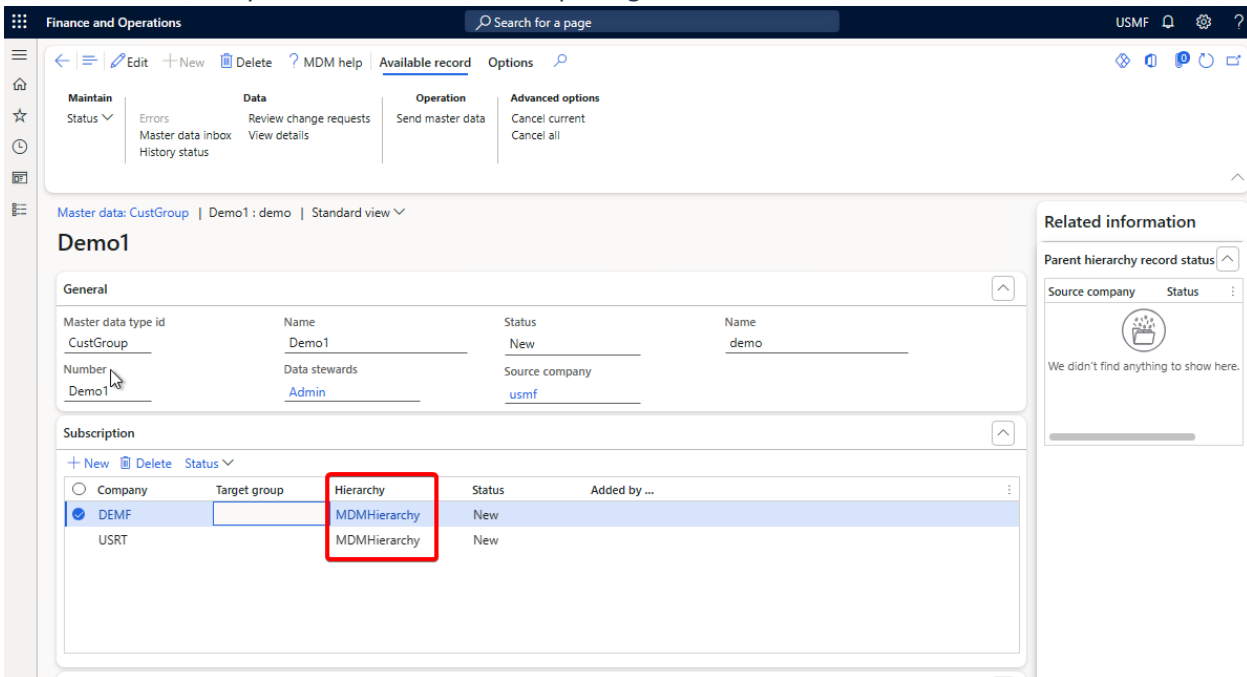 Finance and Operations
Search for a page
USMF
Edit New Delete ? MDM help Available record Options
0
Maintain Data Operation Advanced options
Status Errors Review change requests Send master data Cancel current
Master data inbox View details Cancel all
History status
Master data: CustGroup | Demo1 : demo | Standard view
Demo1
General
Master data type id Name Status Name
CustGroup Demo1 New demo
Number Data stewards Source company
Demo1 Admin usmf
Subscription
New Delete Status
Company Target group Hierarchy Status Added by ...
DEMF MDMHierarchy New
USRT MDMHierarchy New
Related information
Parent hierarchy record status
Source company Status
We didn't find anything to show here.